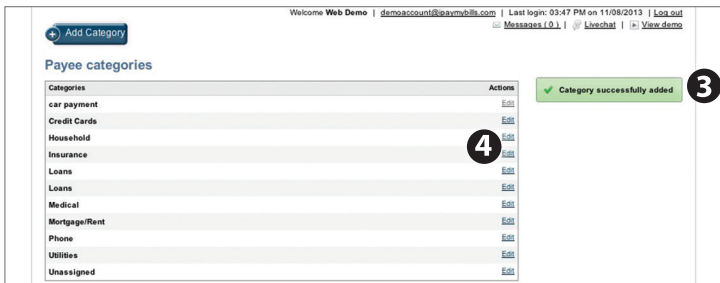 Welcome Web Demo | demoaccount@ipaymybills.com | Last login: 03:47 PM on 11/08/2013 | Log out
Messages ( 0 ) | Livechat | View demo
Add Category
Payee categories
Categories Actions
car payment Edit
Credit Cards Edit
Household Edit
Insurance Edit
Loans Edit
Loans Edit
Medical Edit
Mortgage/Rent Edit
Phone Edit
Utilities Edit
Unassigned Edit
Category successfully added
3
4